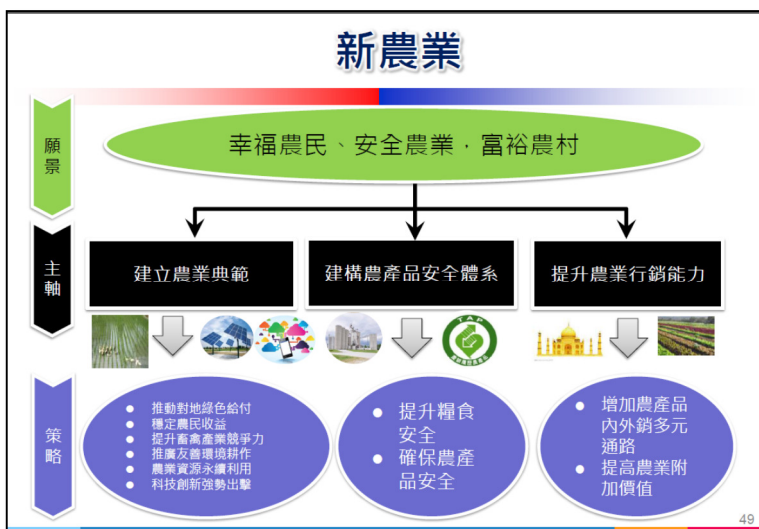 新農業
願景
幸福農民、安全農業，富裕農村
主軸
建立農業典範
建構農產品安全體系
提升農業行銷能力
TAP
策略
推動對地綠色給付
穩定農民收益
提升畜禽產業競爭力
推廣友善環境耕作
農業資源永續利用
科技創新強勢出擊
提升糧食
安全
確保農產
品安全
增加農產品
內外銷多元
通路
提高農業附
加價值
49